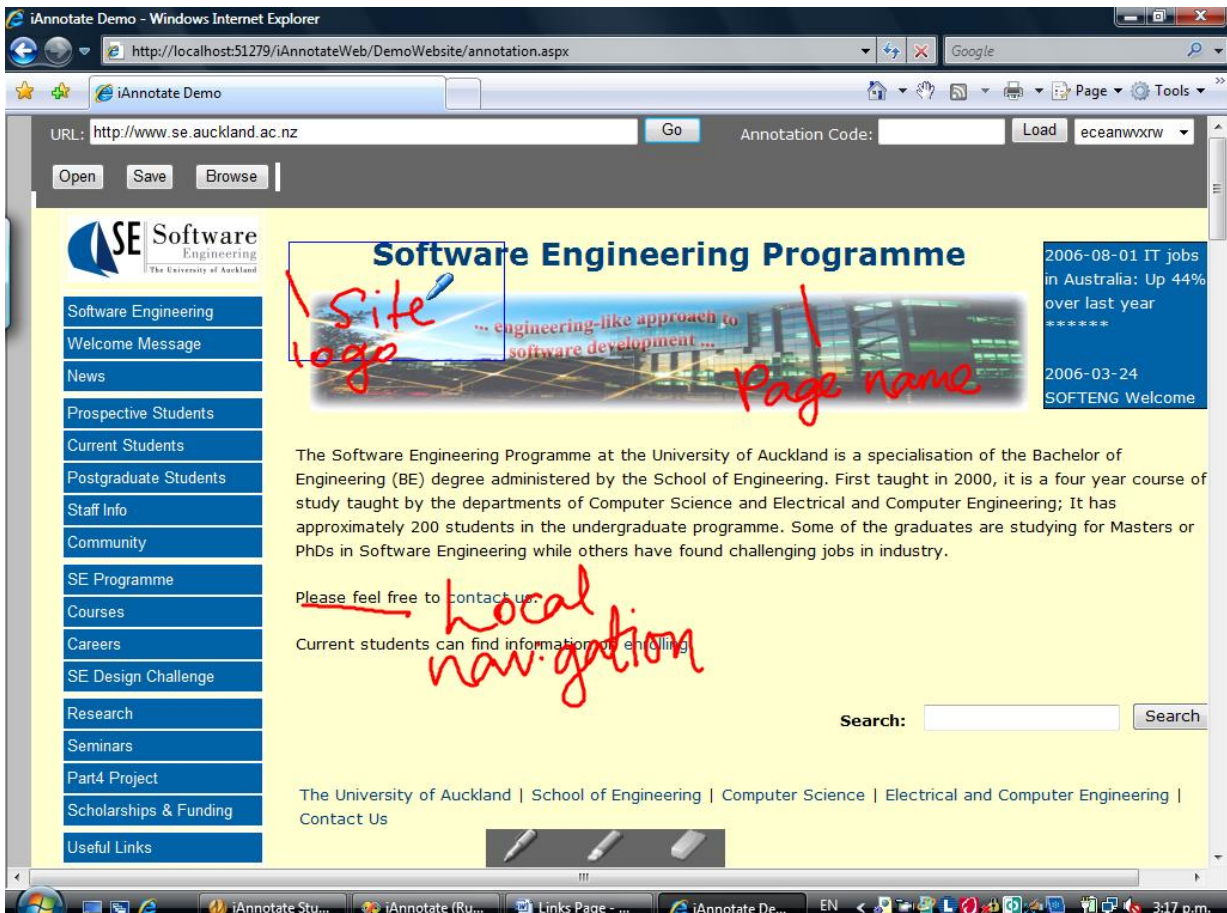 iAnnotate Demo - Windows Internet Explorer
http://localhost:51279/iAnnotateWeb/DemoWebsite/annotation.aspx
Google
iAnnotate Demo
Page
Tools
URL: http://www.se.auckland.ac.nz
Go
Annotation Code:
Load
eceanwvxrw
Open
Save
Browse
SE Software
Engineering
The University of Auckland
Software Engineering
Welcome Message
News
Prospective Students
Current Students
Postgraduate Students
Staff Info
Community
SE Programme
Courses
Careers
SE Design Challenge
Research
Seminars
Part4 Project
Scholarships & Funding
Useful Links
Software Engineering Programme
Site
logo
... engineering-like approach to
software development ...
Page name
2006-08-01 IT jobs
in Australia: Up 44%
over last year
******
2006-03-24
SOFTENG Welcome
The Software Engineering Programme at the University of Auckland is a specialisation of the Bachelor of
Engineering (BE) degree administered by the School of Engineering. First taught in 2000, it is a four year course of
study taught by the departments of Computer Science and Electrical and Computer Engineering; It has
approximately 200 students in the undergraduate programme. Some of the graduates are studying for Masters or
PhDs in Software Engineering while others have found challenging jobs in industry.
Please feel free to contact us.
Local
Current students can find information on enrolling.
navigation
Search:
Search
The University of Auckland | School of Engineering | Computer Science | Electrical and Computer Engineering |
Contact Us
iAnnotate Stu...
iAnnotate (Ru...
Links Page - ...
iAnnotate De...
EN
3:17 p.m.